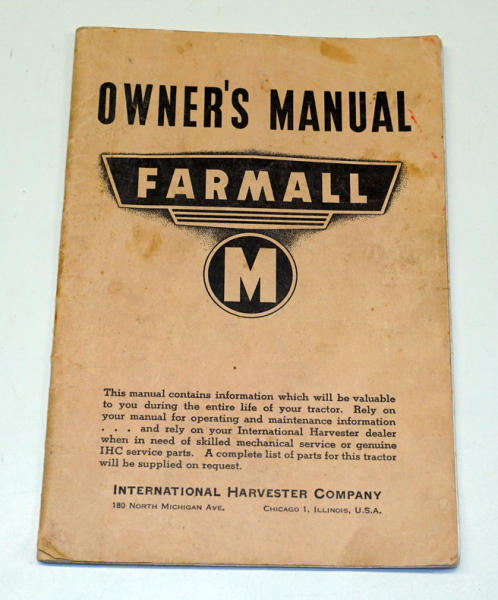 OWNER'S MANUAL
FARMALL
M
This manual contains information which will be valuable
to you during the entire life of your tractor. Rely on
your manual for operating and maintenance information
. . . and rely on your International Harvester dealer
when in need of skilled mechanical service or genuine
IHC service parts. A complete list of parts for this tractor
will be supplied on request.
INTERNATIONAL HARVESTER COMPANY
180 NORTH MICHIGAN AVE. CHICAGO 1, ILLINOIS, U.S.A.